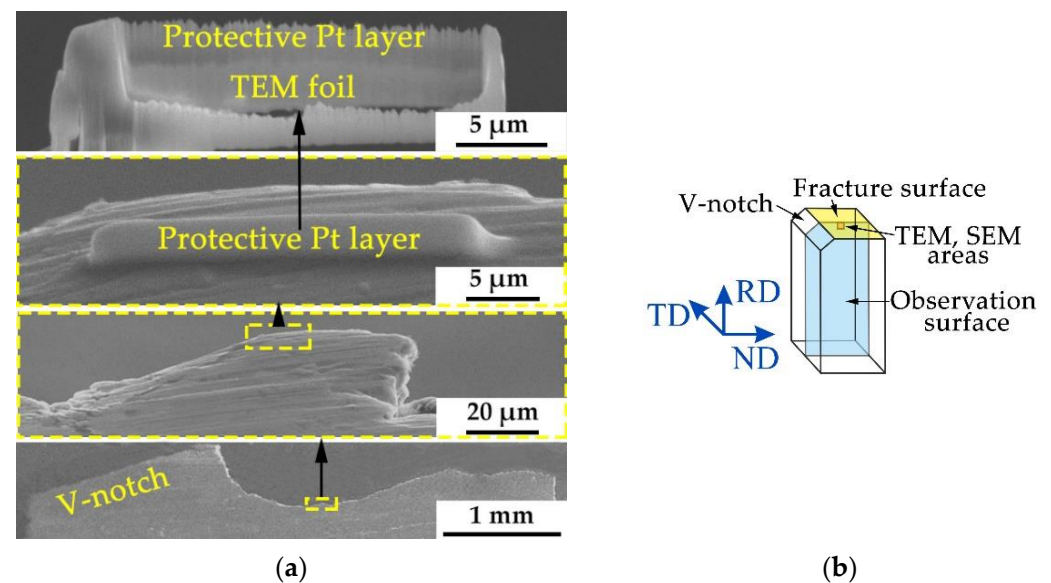 Protective Pt layer
TEM foil
5 µm
Protective Pt layer
5 µm
20 µm
V-notch
1 mm
(a)
Fracture surface
V-notch
TEM, SEM
areas
RD
Observation
surface
TD
ND
(b)